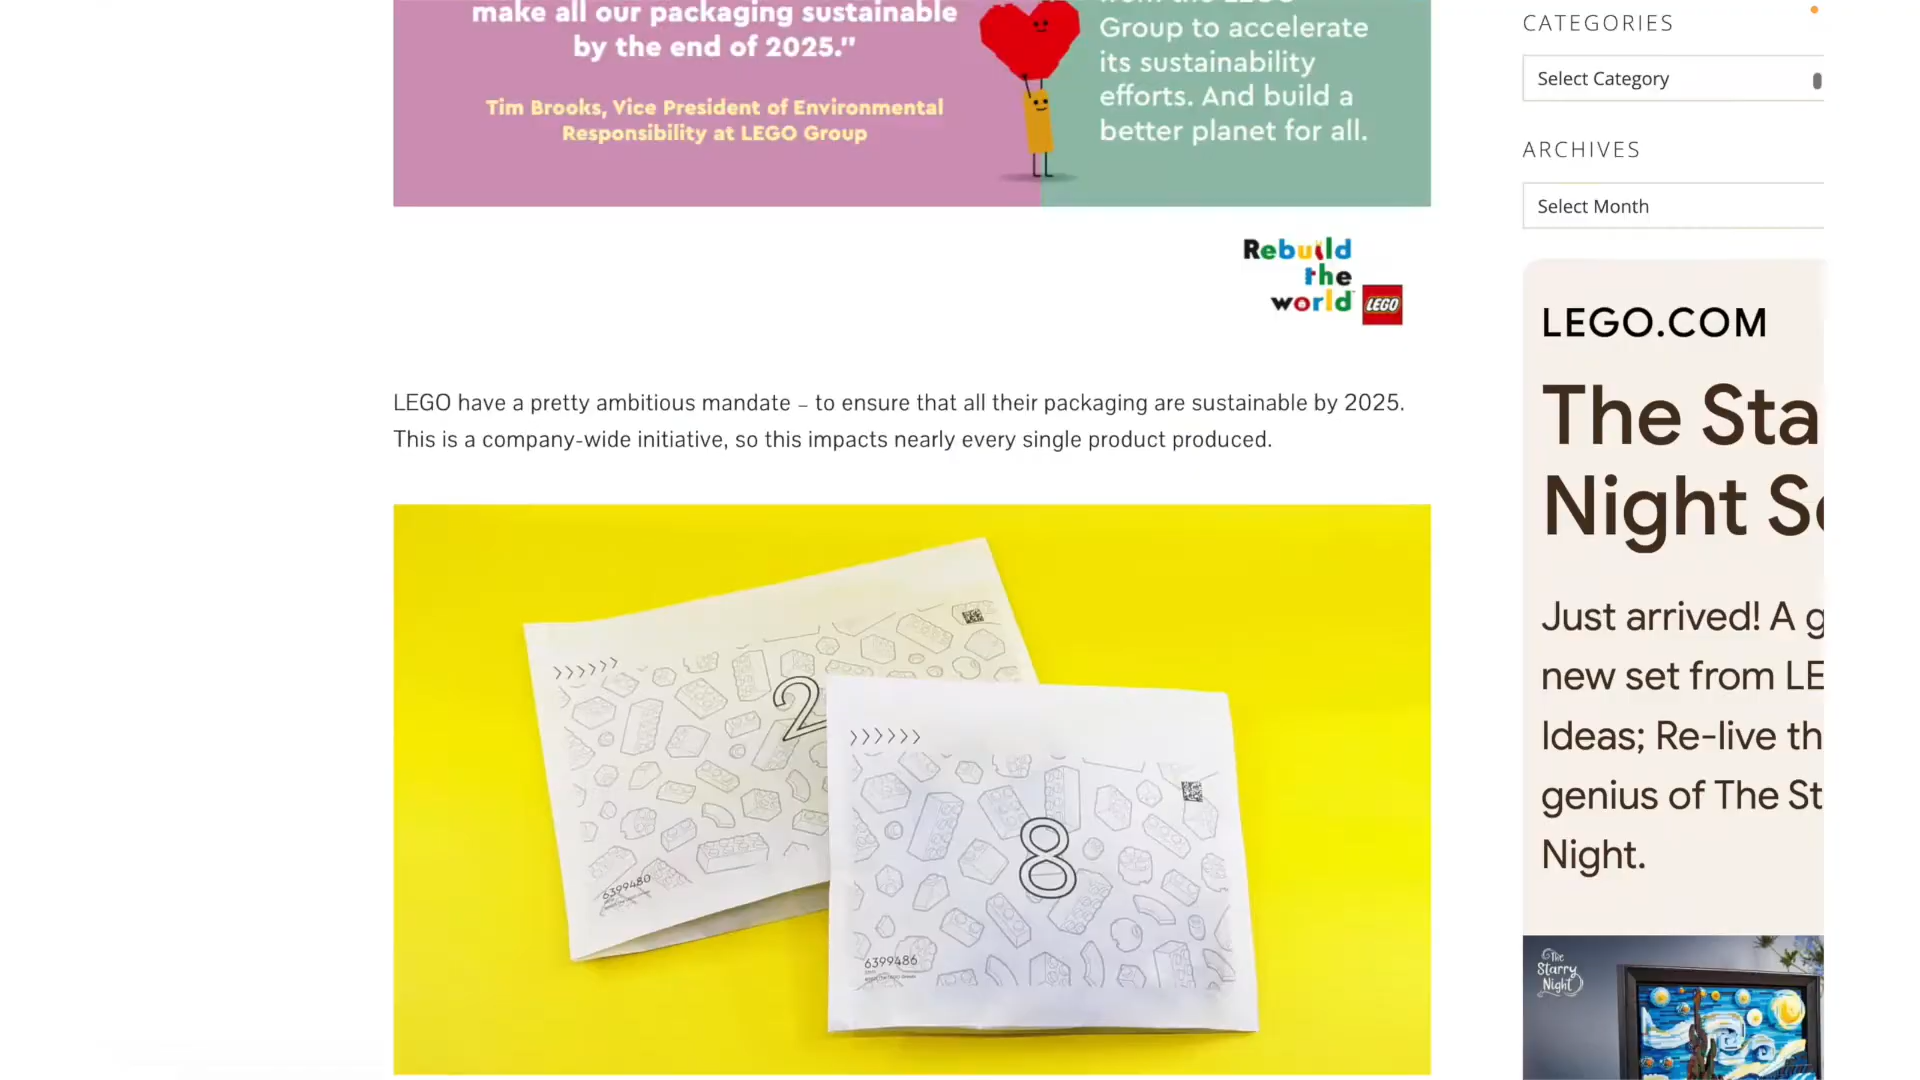 make all our packaging sustainable
by the end of 2025."
Tim Brooks, Vice President of Environmental
Responsibility at LEGO Group
Group to accelerate
its sustainability
efforts. And build a
better planet for all.
Rebuild
the
world
LEGO
LEGO have a pretty ambitious mandate – to ensure that all their packaging are sustainable by 2025.
This is a company-wide initiative, so this impacts nearly every single product produced.
2
6399480
8
6399486
CATEGORIES
Select Category
ARCHIVES
Select Month
LEGO.COM
The Sta
Night Se
Just arrived! A g
new set from LE
Ideas; Re-live th
genius of The St
Night.
The
Starry
Night